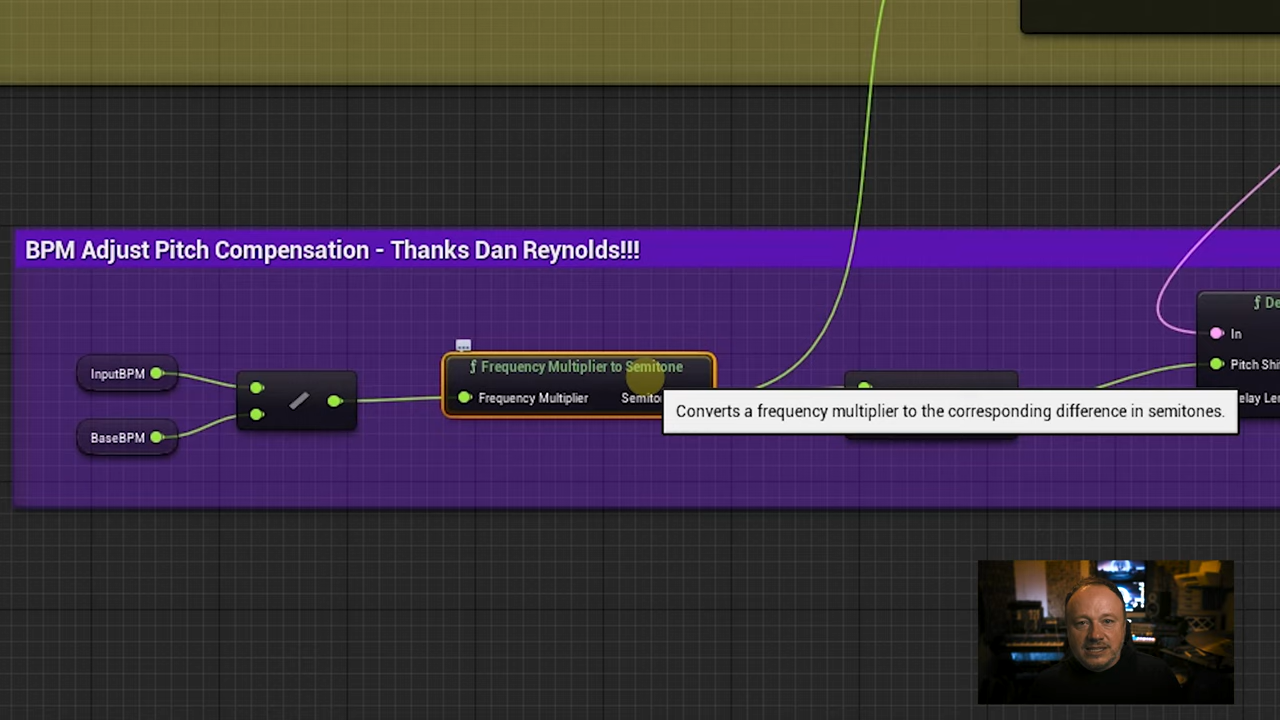 BPM Adjust Pitch Compensation - Thanks Dan Reynolds!!!
Frequency Multiplier to Semitone
InputBPM
Frequency Multiplier
BaseBPM
Converts a frequency multiplier to the corresponding difference in semitones.
In
Pitch